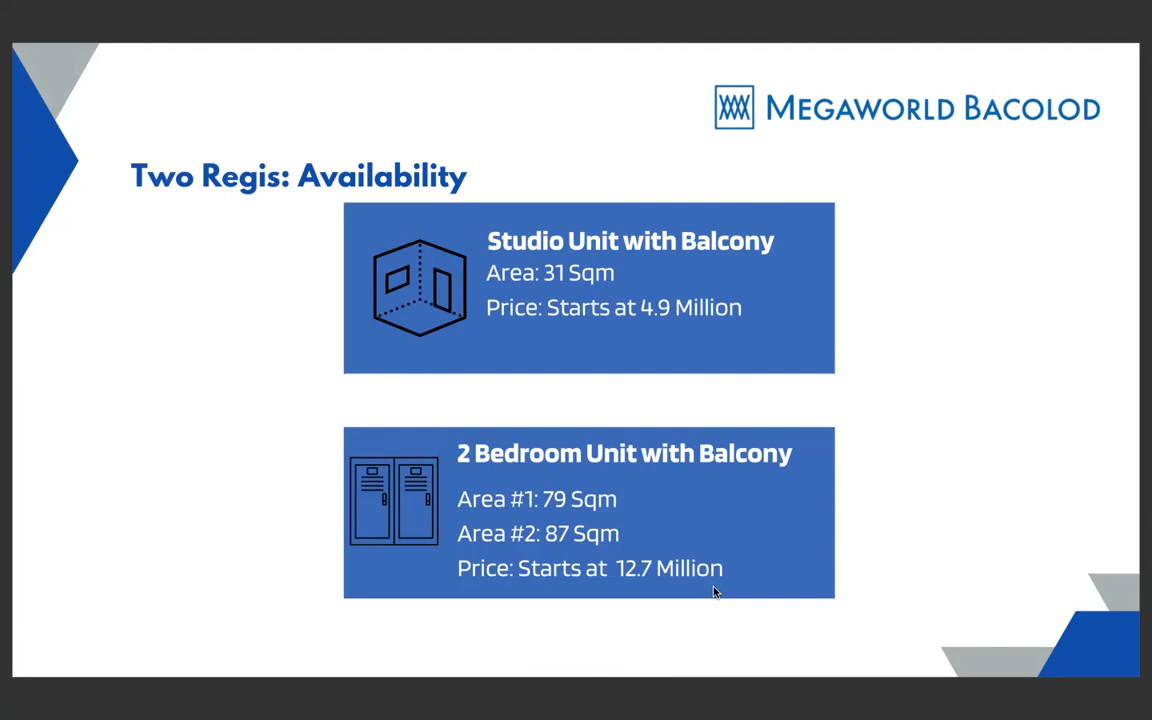 MEGAWORLD BACOLOD
Two Regis: Availability
Studio Unit with Balcony
Area: 31 Sqm
Price: Starts at 4.9 Million
2 Bedroom Unit with Balcony
Area #1: 79 Sqm
Area #2: 87 Sqm
Price: Starts at 12.7 Million